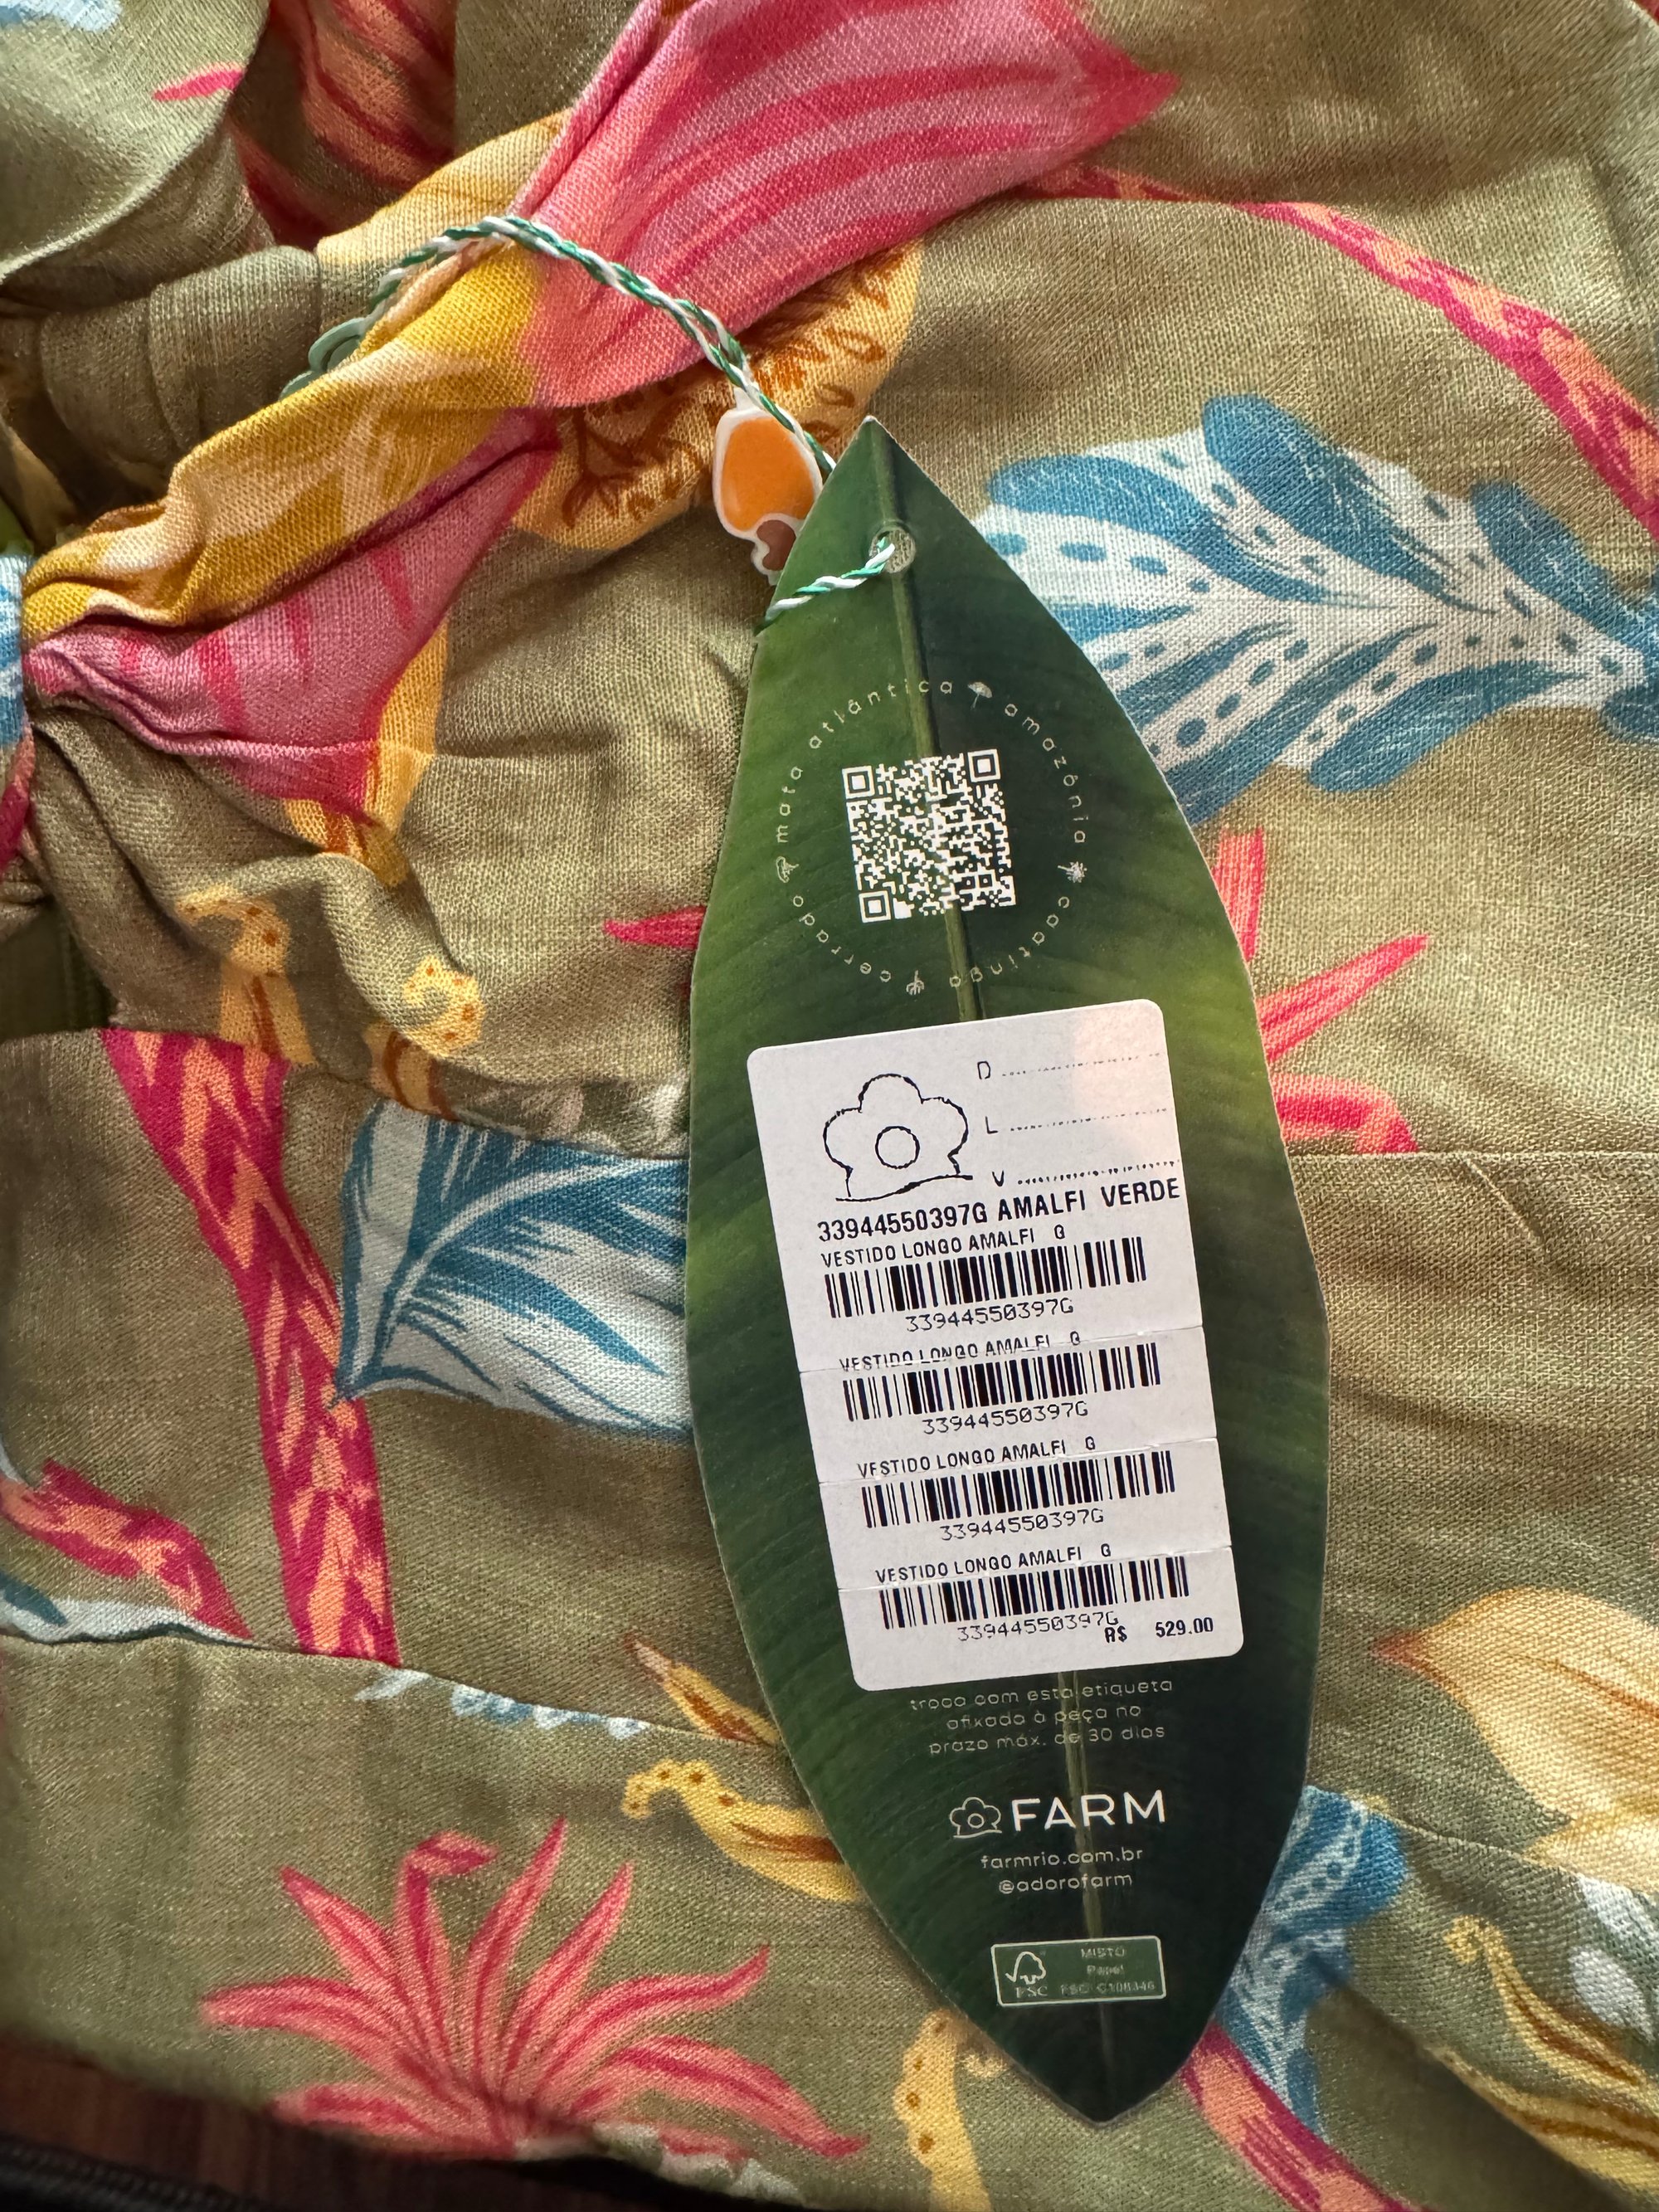 mata atlântica
amazônia
caatinga
cerrado
D
L
V
33944550397G AMALFI VERDE
VESTIDO LONGO AMALFI G
33944550397G
VESTIDO LONGO AMALFI G
33944550397G
VESTIDO LONGO AMALFI G
33944550397G
VESTIDO LONGO AMALFI G
33944550397G
R$ 529.00
troca com esta etiqueta
afixada à peça no
prazo máx. de 30 dias
FARM
farmrio.com.br
@adorofarm
MISTO
Papel
FSC FSC C108346